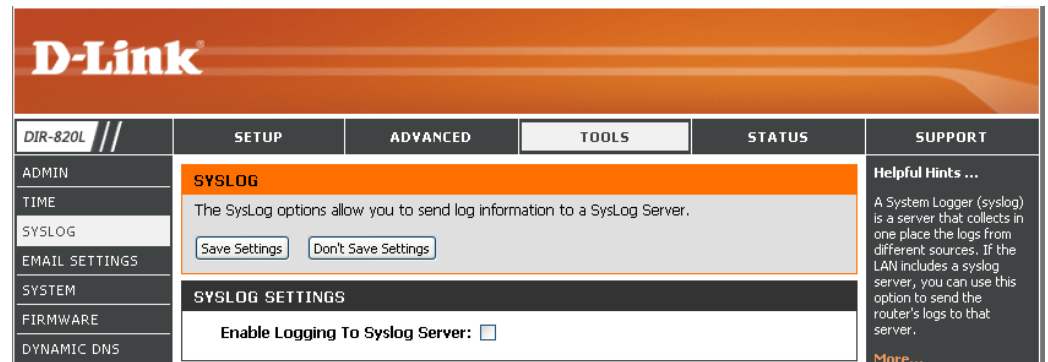 D-Link
DIR-820L
SETUP
ADVANCED
TOOLS
STATUS
SUPPORT
ADMIN
TIME
SYSLOG
EMAIL SETTINGS
SYSTEM
FIRMWARE
DYNAMIC DNS
SYSLOG
The SysLog options allow you to send log information to a SysLog Server.
Save Settings
Don't Save Settings
SYSLOG SETTINGS
Enable Logging To Syslog Server:
Helpful Hints ...
A System Logger (syslog)
is a server that collects in
one place the logs from
different sources. If the
LAN includes a syslog
server, you can use this
option to send the
router's logs to that
server.
More...